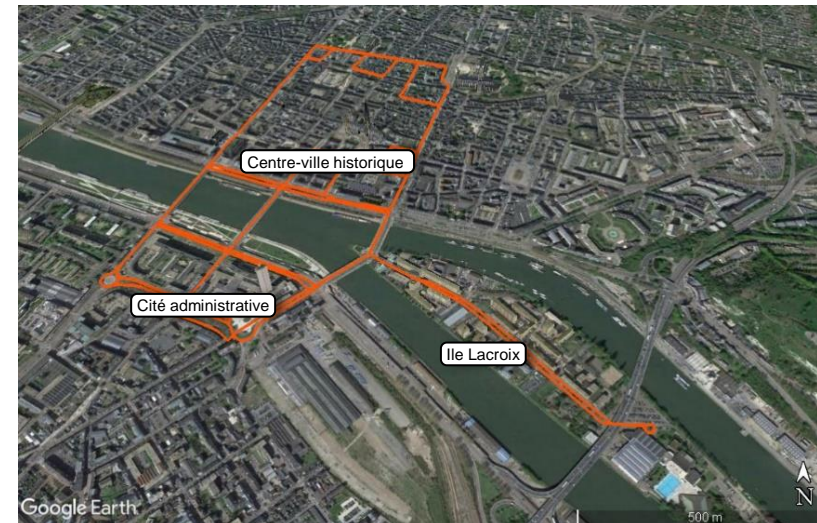 Centre-ville historique
Cité administrative
Ile Lacroix
N
Google Earth
500 m